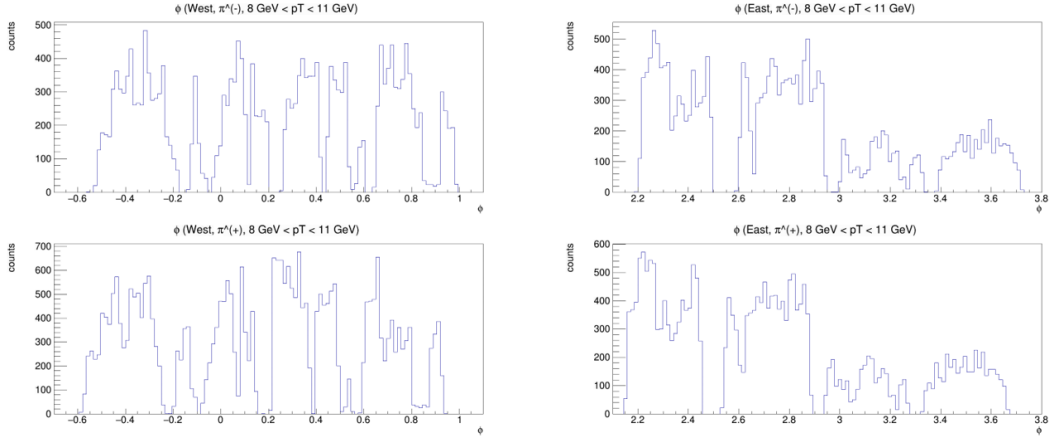 ϕ (West, π^(-), 8 GeV < pT < 11 GeV)
counts
500
400
300
200
100
0
−0.6 −0.4 −0.2 0 0.2 0.4 0.6 0.8 1
ϕ
ϕ (East, π^(-), 8 GeV < pT < 11 GeV)
counts
500
400
300
200
100
0
2.2 2.4 2.6 2.8 3 3.2 3.4 3.6 3.8
ϕ
ϕ (West, π^(+), 8 GeV < pT < 11 GeV)
counts
700
600
500
400
300
200
100
0
−0.6 −0.4 −0.2 0 0.2 0.4 0.6 0.8 1
ϕ
ϕ (East, π^(+), 8 GeV < pT < 11 GeV)
counts
600
500
400
300
200
100
0
2.2 2.4 2.6 2.8 3 3.2 3.4 3.6 3.8
ϕ